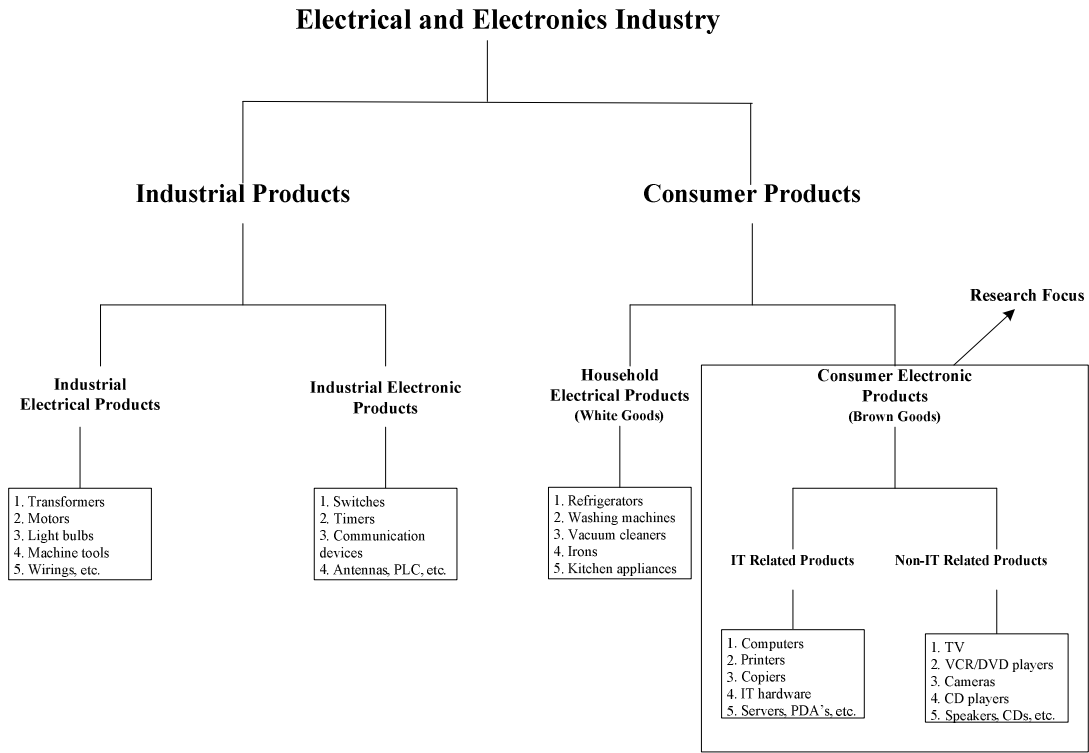 Electrical and Electronics Industry
Industrial Products
Consumer Products
Research Focus
Industrial
Electrical Products
Industrial Electronic
Products
Household
Electrical Products
(White Goods)
Consumer Electronic
Products
(Brown Goods)
1. Transformers
2. Motors
3. Light bulbs
4. Machine tools
5. Wirings, etc.
1. Switches
2. Timers
3. Communication
devices
4. Antennas, PLC, etc.
1. Refrigerators
2. Washing machines
3. Vacuum cleaners
4. Irons
5. Kitchen appliances
IT Related Products
Non-IT Related Products
1. Computers
2. Printers
3. Copiers
4. IT hardware
5. Servers, PDA's, etc.
1. TV
2. VCR/DVD players
3. Cameras
4. CD players
5. Speakers, CDs, etc.